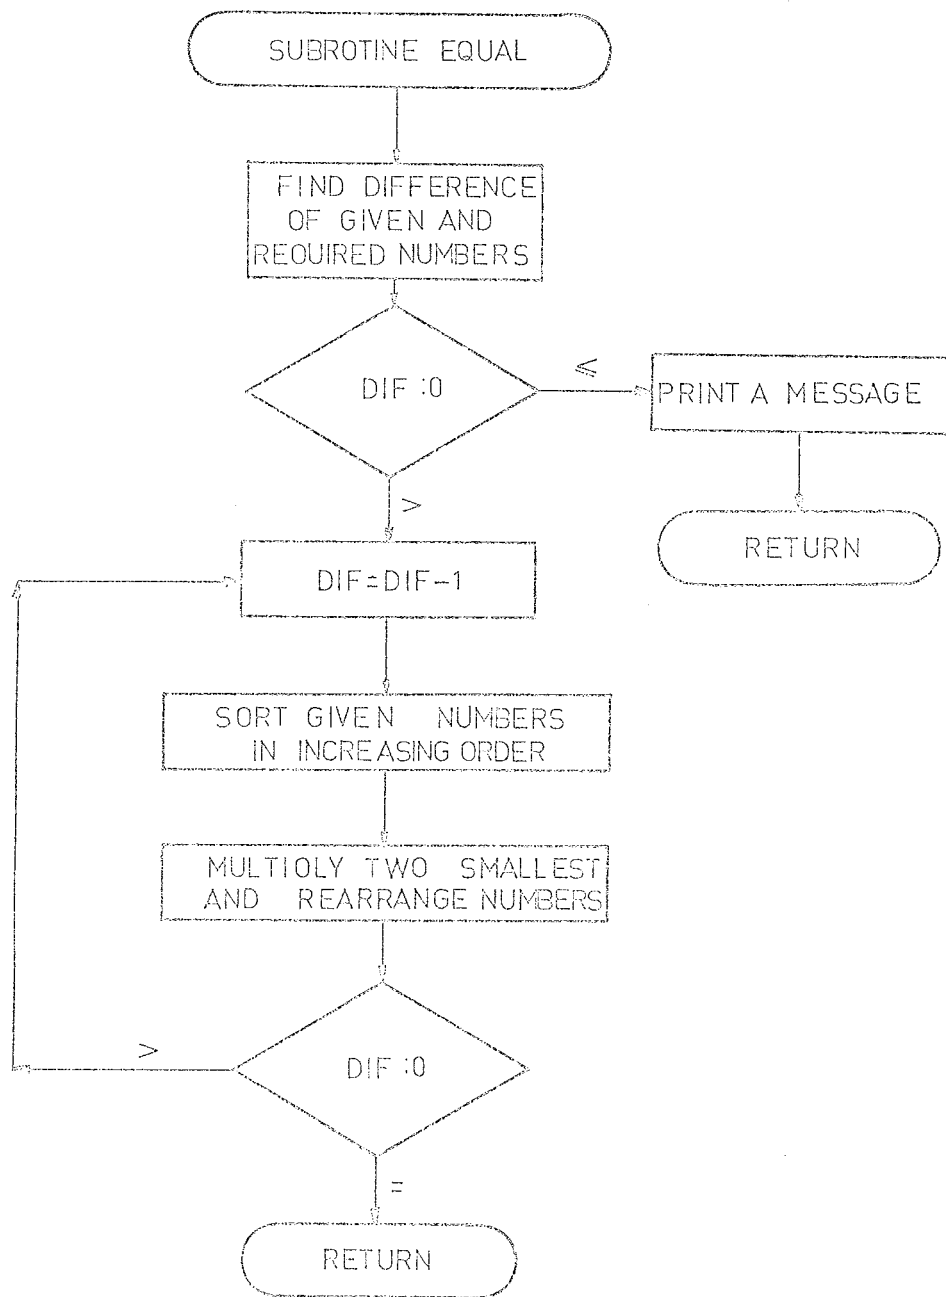 SUBROTINE EQUAL
FIND DIFFERENCE
OF GIVEN AND
REOUIRED NUMBERS
DIF :0
≤
PRINT A MESSAGE
>
RETURN
DIF=DIF-1
SORT GIVEN NUMBERS
IN INCREASING ORDER
MULTIOLY TWO SMALLEST
AND REARRANGE NUMBERS
>
DIF :0
=
RETURN